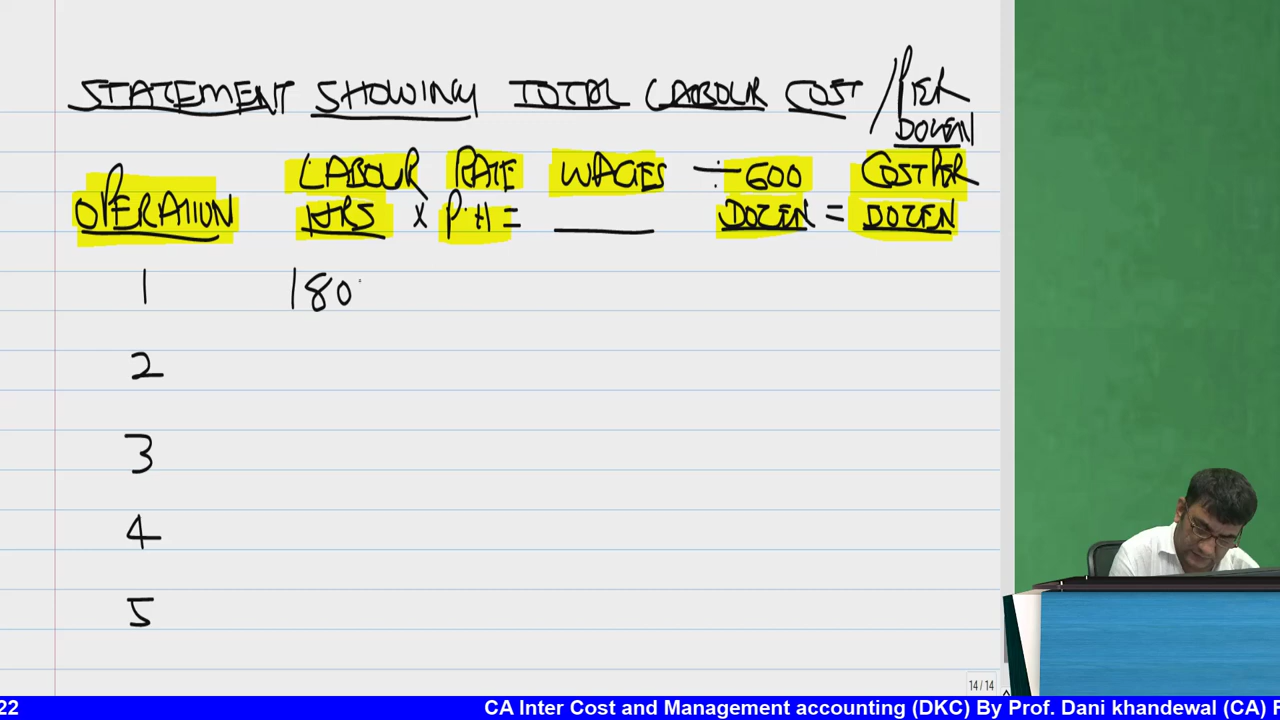 STATEMENT SHOWING TOTAL LABOUR COST / PER DOZEN
OPERATION LABOUR HRS x RATE P.H = WAGES ÷ 600 DOZEN = COST PER DOZEN
1 180
2
3
4
5
14/14
22 CA Inter Cost and Management accounting (DKC) By Prof. Dani khandewal (CA) F